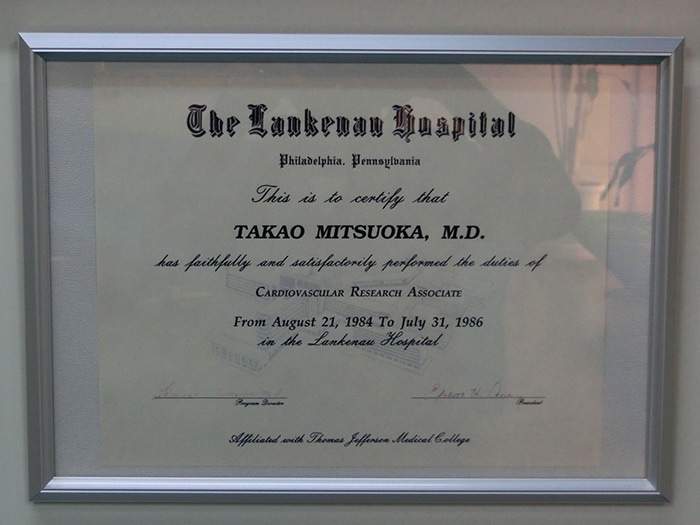 The Lankenau Hospital
Philadelphia, Pennsylvania
This is to certify that
TAKAO MITSUOKA, M.D.
has faithfully and satisfactorily performed the duties of
CARDIOVASCULAR RESEARCH ASSOCIATE
From August 21, 1984 To July 31, 1986
in the Lankenau Hospital
Program Director President
Affiliated with Thomas Jefferson Medical College